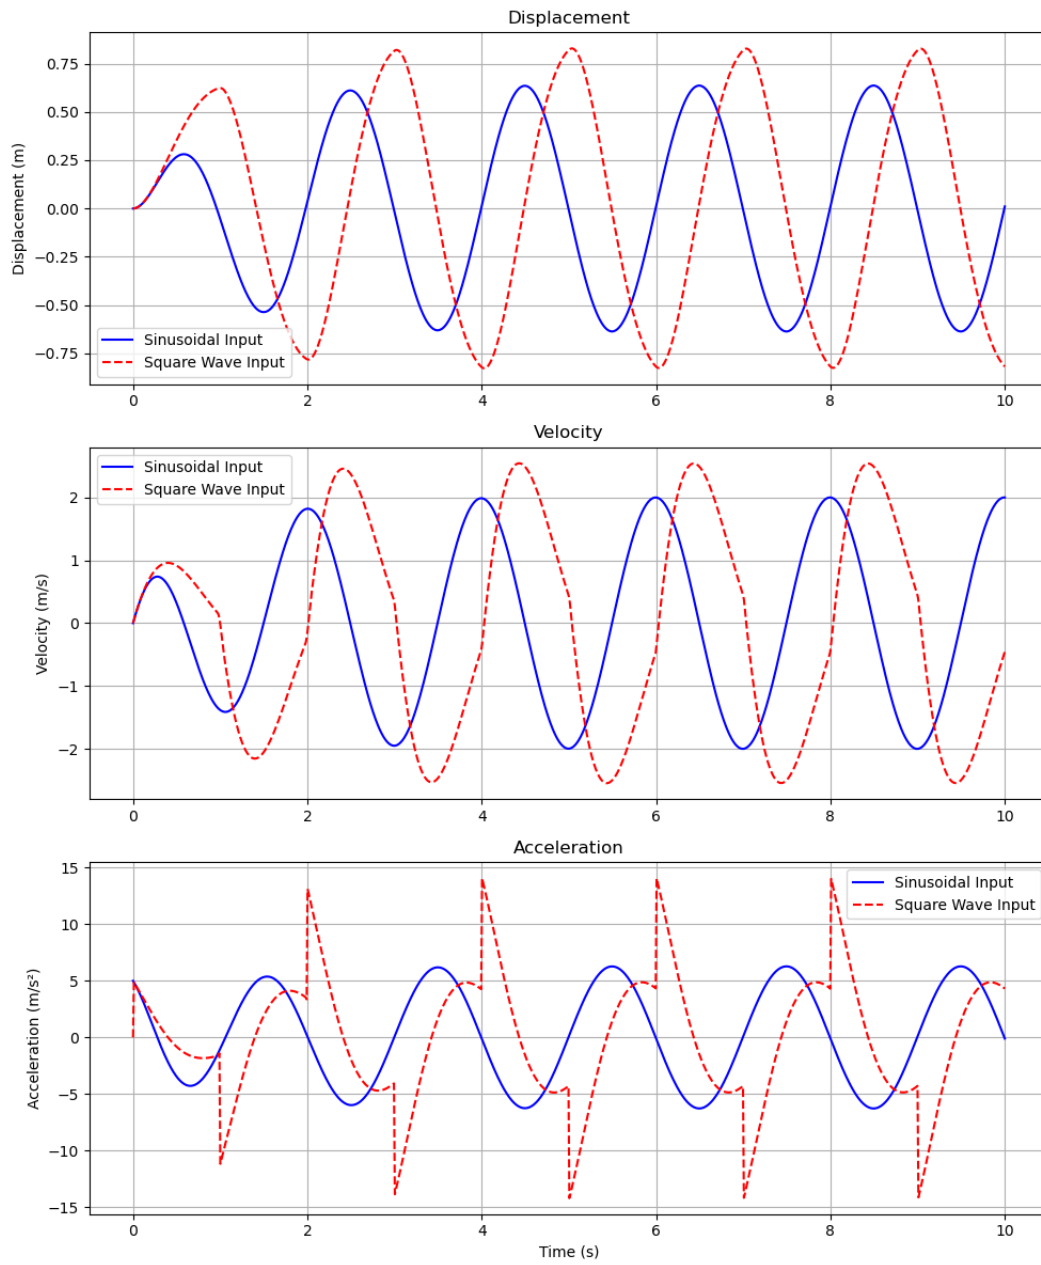 Displacement
Displacement (m)
0.75
0.50
0.25
0.00
−0.25
−0.50
−0.75
Sinusoidal Input
Square Wave Input
0 2 4 6 8 10
Velocity
Velocity (m/s)
2
1
0
−1
−2
Sinusoidal Input
Square Wave Input
0 2 4 6 8 10
Acceleration
Acceleration (m/s²)
15
10
5
0
−5
−10
−15
Sinusoidal Input
Square Wave Input
0 2 4 6 8 10
Time (s)